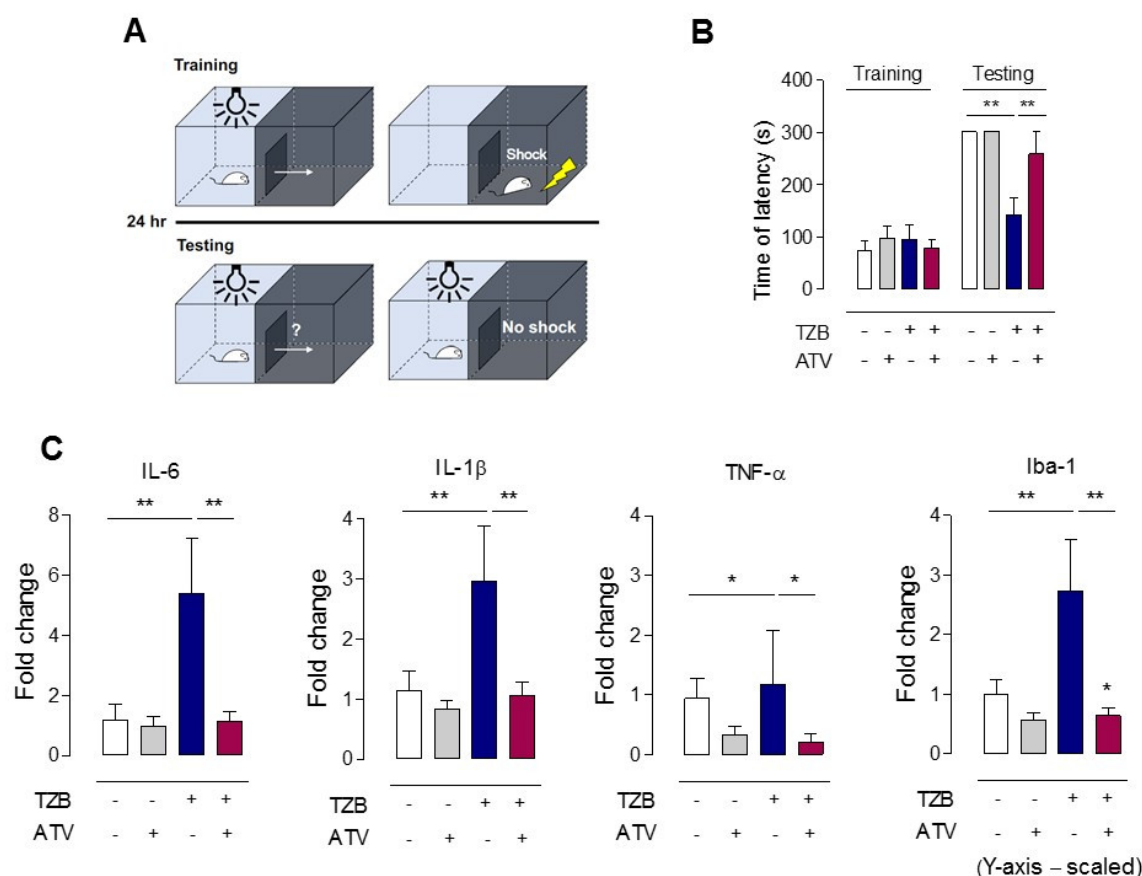 A
Training
Shock
24 hr
Testing
?
No shock
B
Time of latency (s)
400
300
200
100
0
Training
Testing
** **
TZB - - + + - - + +
ATV - + - + - + - +
C
IL-6
Fold change
8
6
4
2
0
** **
TZB - - + +
ATV - + - +
IL-1β
Fold change
4
3
2
1
0
** **
TZB - - + +
ATV - + - +
TNF-α
Fold change
4
3
2
1
0
* *
TZB - - + +
ATV - + - +
Iba-1
Fold change
4
3
2
1
0
** **
*
TZB - - + +
ATV - + - +
(Y-axis – scaled)